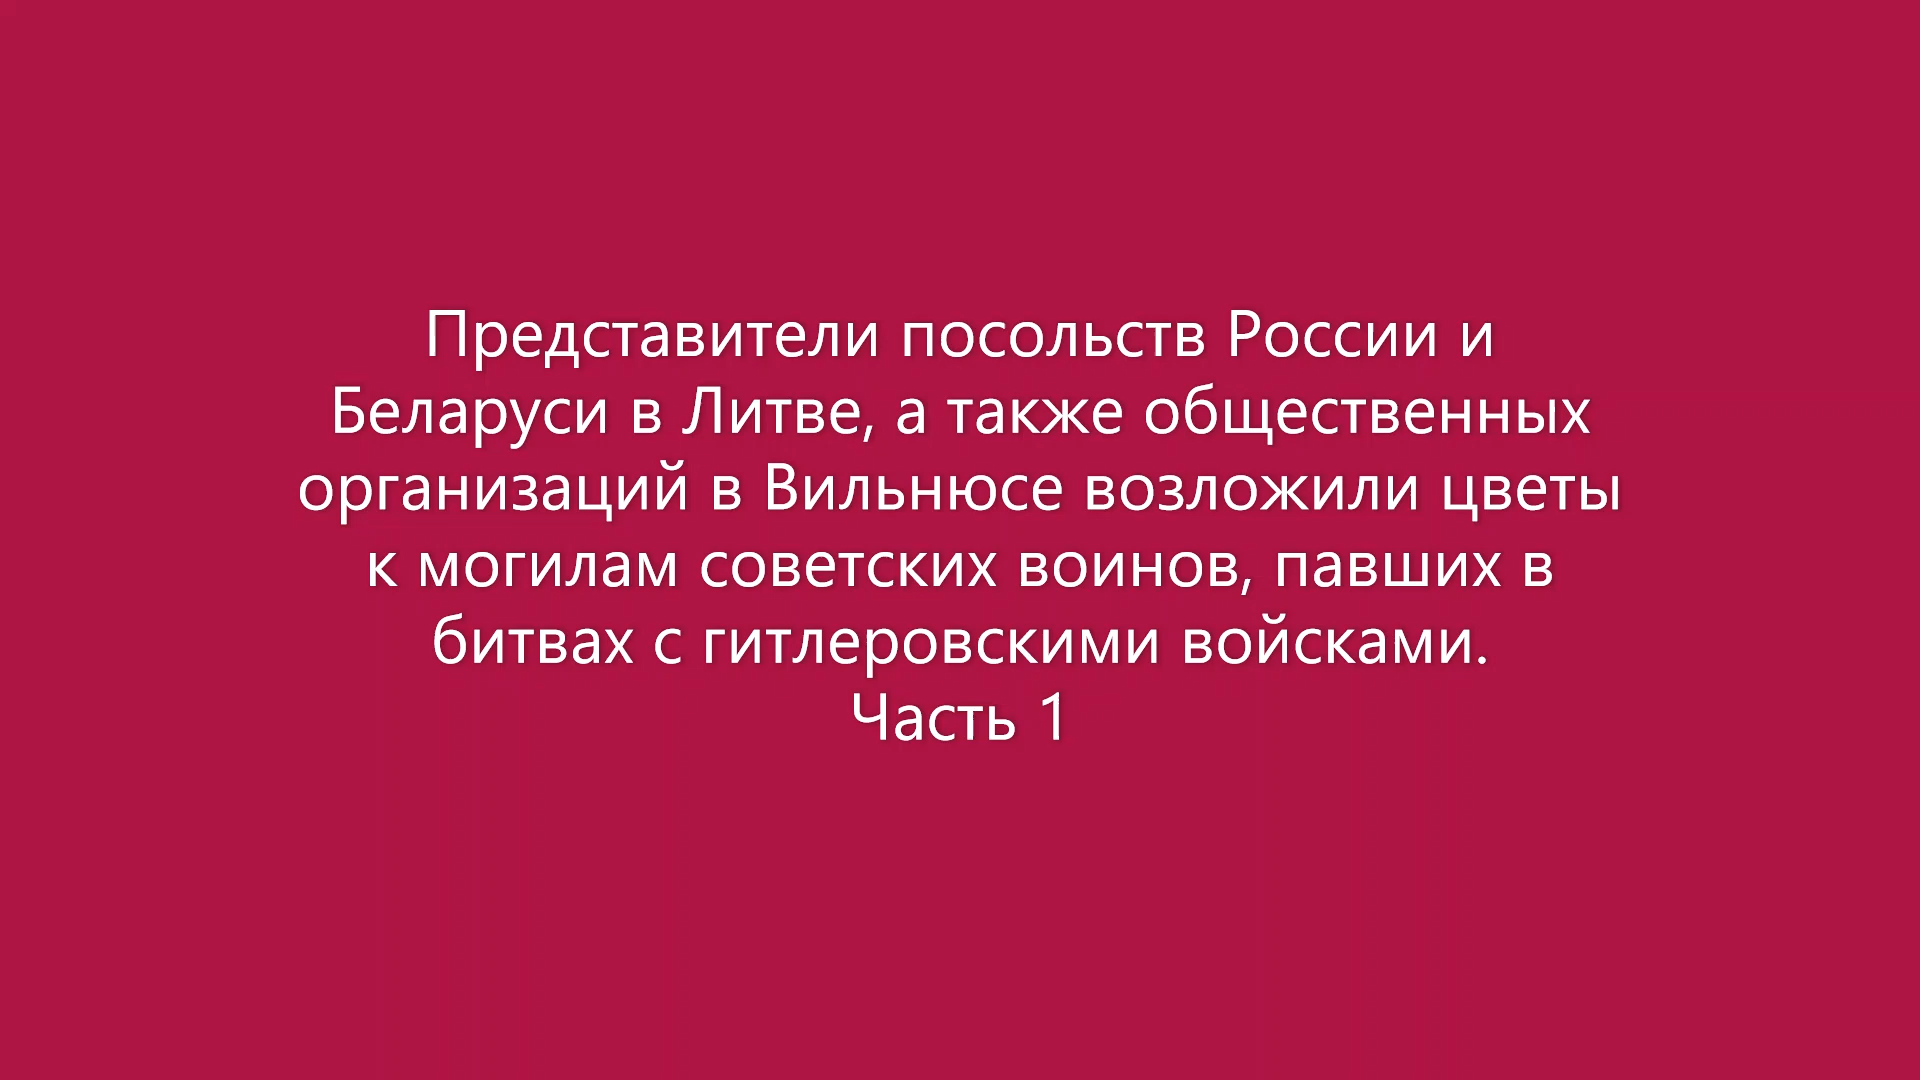 Представители посольств России и
Беларуси в Литве, а также общественных
организаций в Вильнюсе возложили цветы
к могилам советских воинов, павших в
битвах с гитлеровскими войсками.
Часть 1